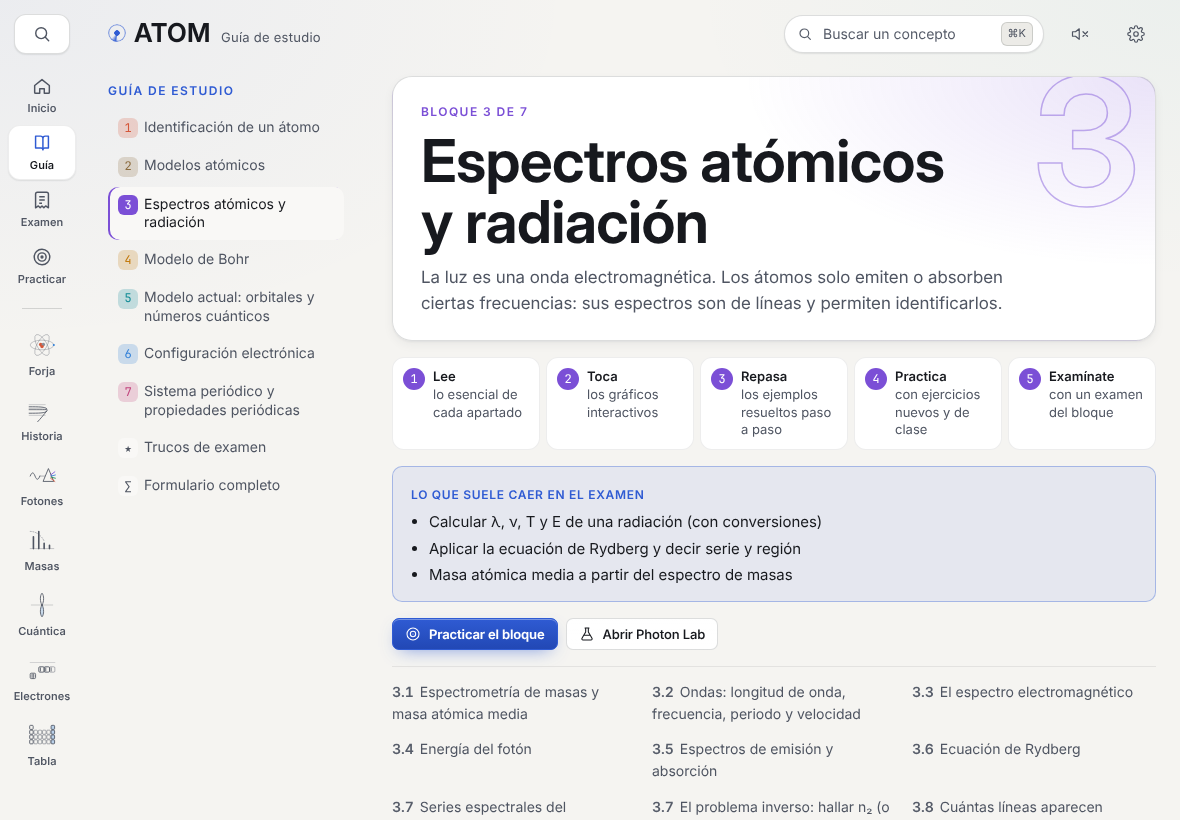 ATOM Guía de estudio
Buscar un concepto ⌘K
Inicio
Guía
Examen
Practicar
Forja
Historia
Fotones
Masas
Cuántica
Electrones
Tabla
GUÍA DE ESTUDIO
1 Identificación de un átomo
2 Modelos atómicos
3 Espectros atómicos y
radiación
4 Modelo de Bohr
5 Modelo actual: orbitales y
números cuánticos
6 Configuración electrónica
7 Sistema periódico y
propiedades periódicas
★ Trucos de examen
∑ Formulario completo
BLOQUE 3 DE 7
3
Espectros atómicos
y radiación
La luz es una onda electromagnética. Los átomos solo emiten o absorben
ciertas frecuencias: sus espectros son de líneas y permiten identificarlos.
1 Lee
lo esencial de
cada apartado
2 Toca
los gráficos
interactivos
3 Repasa
los ejemplos
resueltos paso
a paso
4 Practica
con ejercicios
nuevos y de
clase
5 Examínate
con un examen
del bloque
LO QUE SUELE CAER EN EL EXAMEN
• Calcular λ, ν, T y E de una radiación (con conversiones)
• Aplicar la ecuación de Rydberg y decir serie y región
• Masa atómica media a partir del espectro de masas
Practicar el bloque
Abrir Photon Lab
3.1 Espectrometría de masas y
masa atómica media
3.2 Ondas: longitud de onda,
frecuencia, periodo y velocidad
3.3 El espectro electromagnético
3.4 Energía del fotón
3.5 Espectros de emisión y
absorción
3.6 Ecuación de Rydberg
3.7 Series espectrales del
3.7 El problema inverso: hallar n₂ (o
3.8 Cuántas líneas aparecen